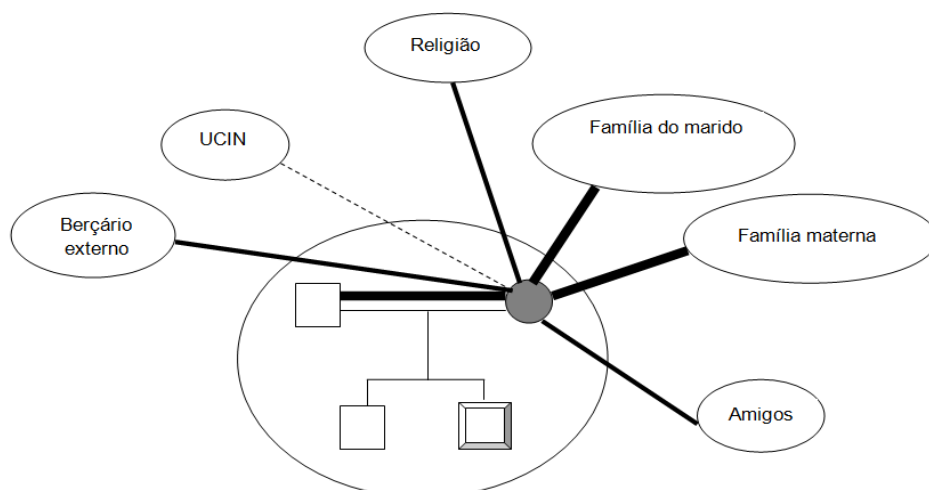 Religião
UCIN
Família do marido
Berçário
externo
Família materna
Amigos